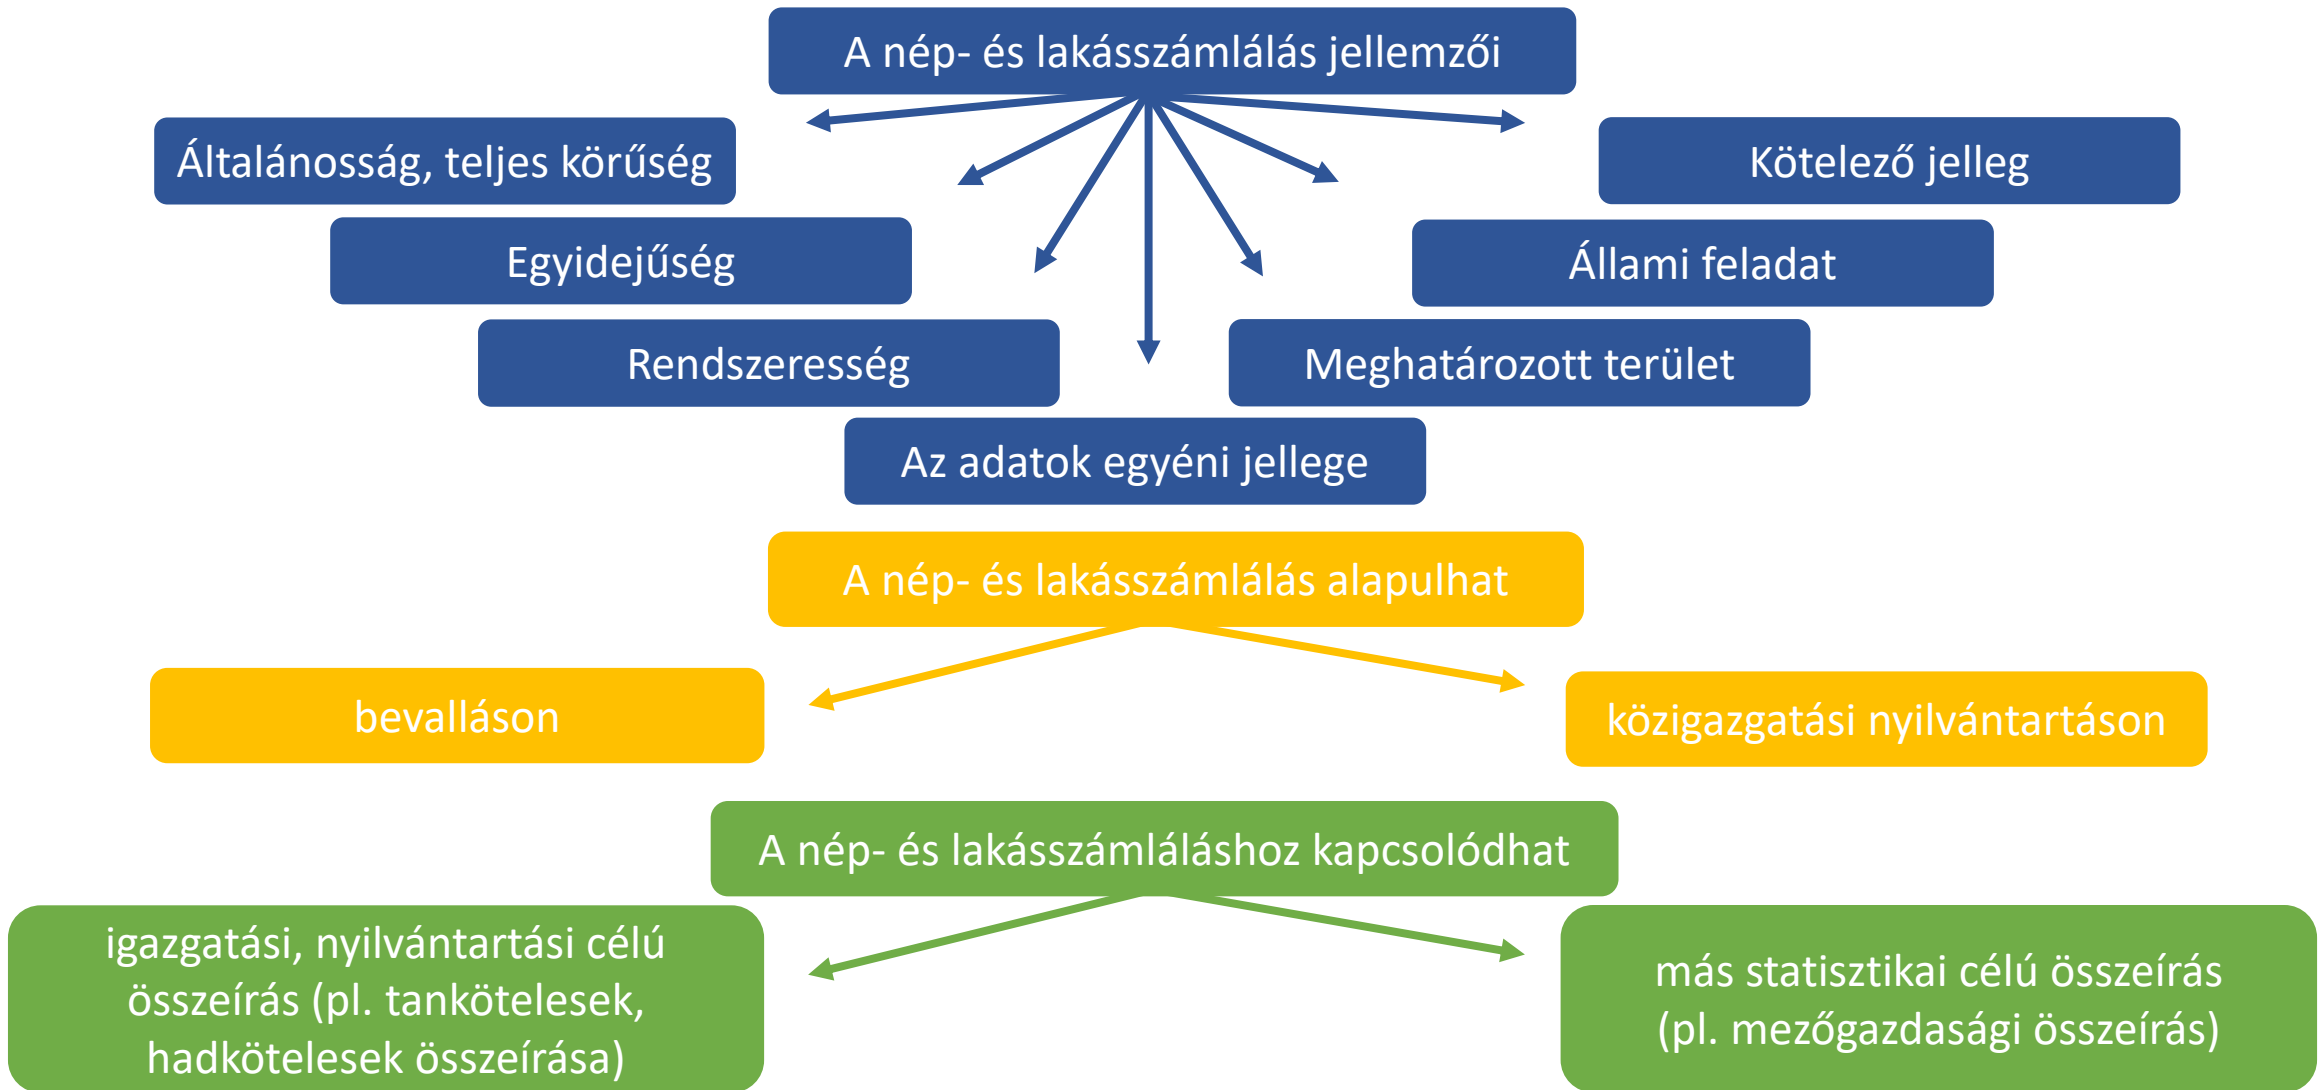 A nép- és lakásszámlálás jellemzői
Általánosság, teljes körűség
Kötelező jelleg
Egyidejűség
Állami feladat
Rendszeresség
Meghatározott terület
Az adatok egyéni jellege
A nép- és lakásszámlálás alapulhat
bevalláson
közigazgatási nyilvántartáson
A nép- és lakásszámláláshoz kapcsolódhat
igazgatási, nyilvántartási célú
összeírás (pl. tankötelesek,
hadkötelesek összeírása)
más statisztikai célú összeírás
(pl. mezőgazdasági összeírás)